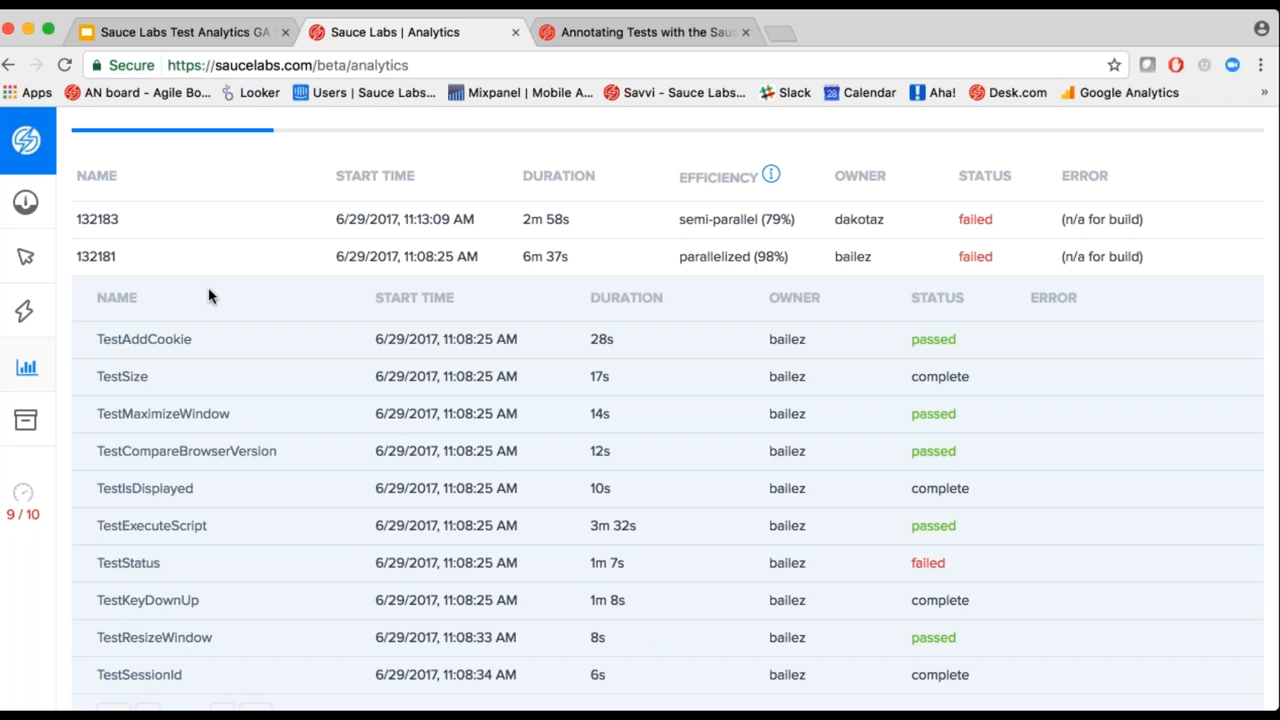 Sauce Labs Test Analytics GA
Sauce Labs | Analytics
Annotating Tests with the Sauc
Secure https://saucelabs.com/beta/analytics
Apps AN board - Agile Bo... Looker Users | Sauce Labs... Mixpanel | Mobile A... Savvi - Sauce Labs... Slack 28 Calendar Aha! Desk.com Google Analytics »
NAME START TIME DURATION EFFICIENCY OWNER STATUS ERROR
132183 6/29/2017, 11:13:09 AM 2m 58s semi-parallel (79%) dakotaz failed (n/a for build)
132181 6/29/2017, 11:08:25 AM 6m 37s parallelized (98%) bailez failed (n/a for build)
NAME START TIME DURATION OWNER STATUS ERROR
TestAddCookie 6/29/2017, 11:08:25 AM 28s bailez passed
TestSize 6/29/2017, 11:08:25 AM 17s bailez complete
TestMaximizeWindow 6/29/2017, 11:08:25 AM 14s bailez passed
TestCompareBrowserVersion 6/29/2017, 11:08:25 AM 12s bailez passed
TestIsDisplayed 6/29/2017, 11:08:25 AM 10s bailez complete
TestExecuteScript 6/29/2017, 11:08:25 AM 3m 32s bailez passed
TestStatus 6/29/2017, 11:08:25 AM 1m 7s bailez failed
TestKeyDownUp 6/29/2017, 11:08:25 AM 1m 8s bailez complete
TestResizeWindow 6/29/2017, 11:08:33 AM 8s bailez passed
TestSessionId 6/29/2017, 11:08:34 AM 6s bailez complete
9 / 10